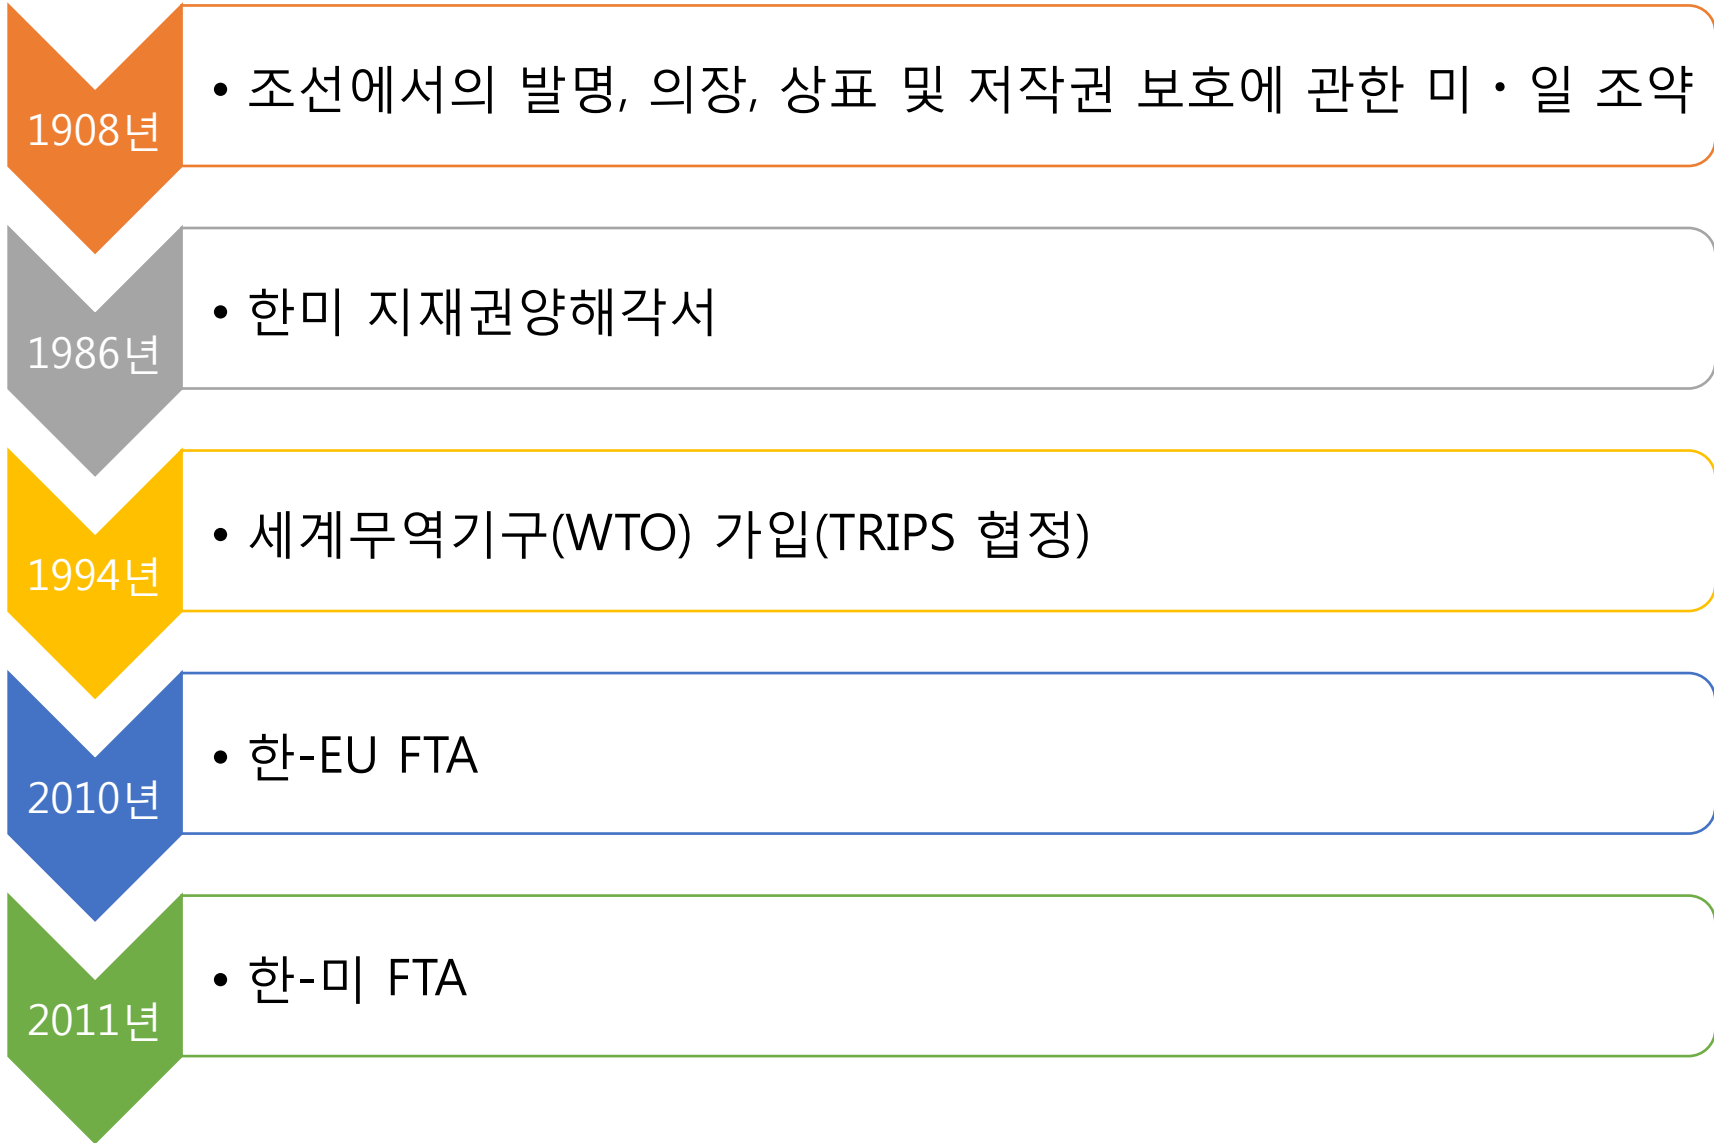 1908년
• 조선에서의 발명, 의장, 상표 및 저작권 보호에 관한 미・일 조약
1986년
• 한미 지재권양해각서
1994년
• 세계무역기구(WTO) 가입(TRIPS 협정)
2010년
• 한-EU FTA
2011년
• 한-미 FTA